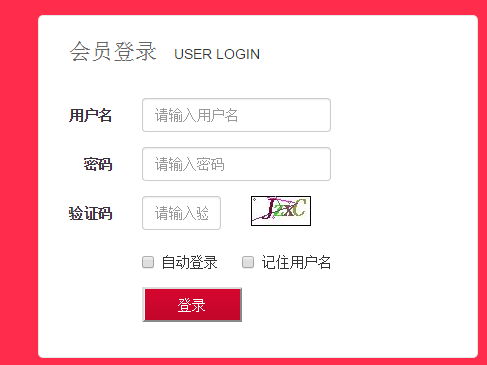 会员登录 USER LOGIN
用户名 请输入用户名
密码 请输入密码
验证码 请输入验 JzxC
自动登录 记住用户名
登录